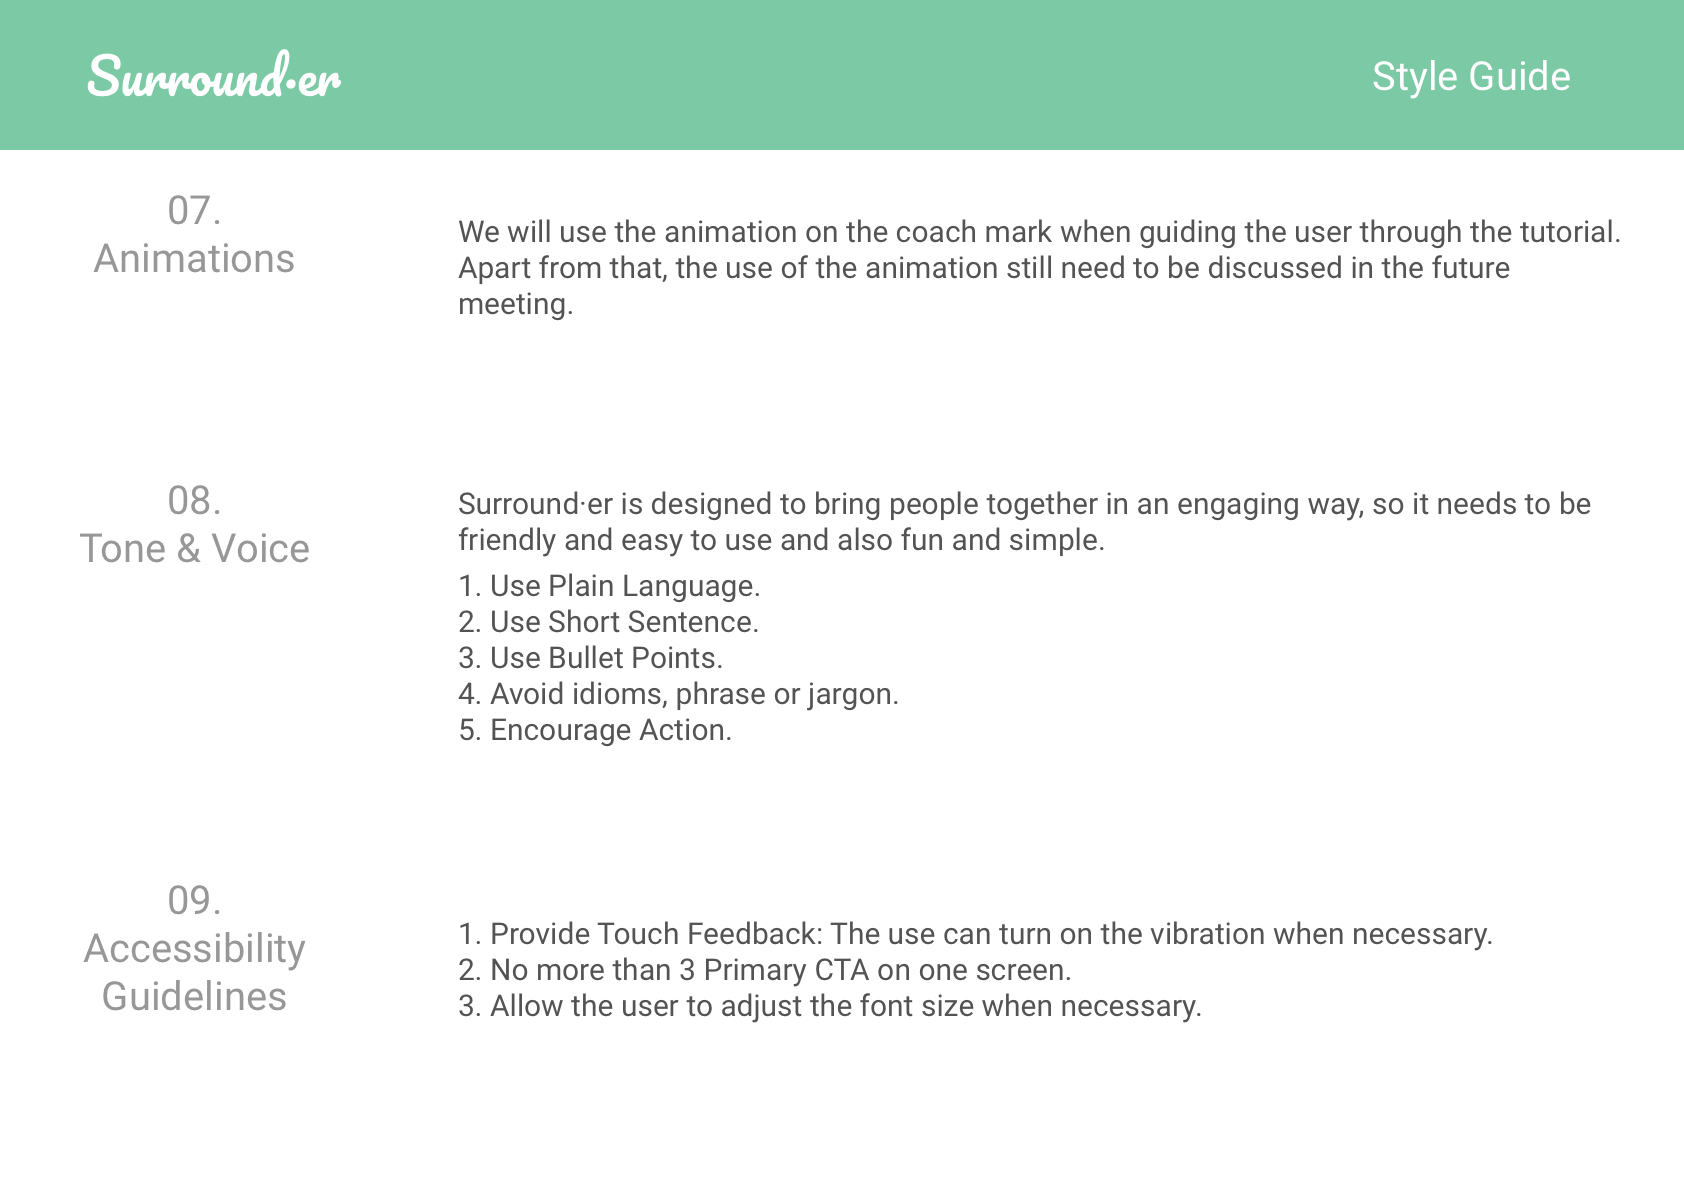 Surround·er
Style Guide
07.
Animations
We will use the animation on the coach mark when guiding the user through the tutorial.
Apart from that, the use of the animation still need to be discussed in the future
meeting.
08.
Tone & Voice
Surround·er is designed to bring people together in an engaging way, so it needs to be
friendly and easy to use and also fun and simple.
1. Use Plain Language.
2. Use Short Sentence.
3. Use Bullet Points.
4. Avoid idioms, phrase or jargon.
5. Encourage Action.
09.
Accessibility
Guidelines
1. Provide Touch Feedback: The use can turn on the vibration when necessary.
2. No more than 3 Primary CTA on one screen.
3. Allow the user to adjust the font size when necessary.